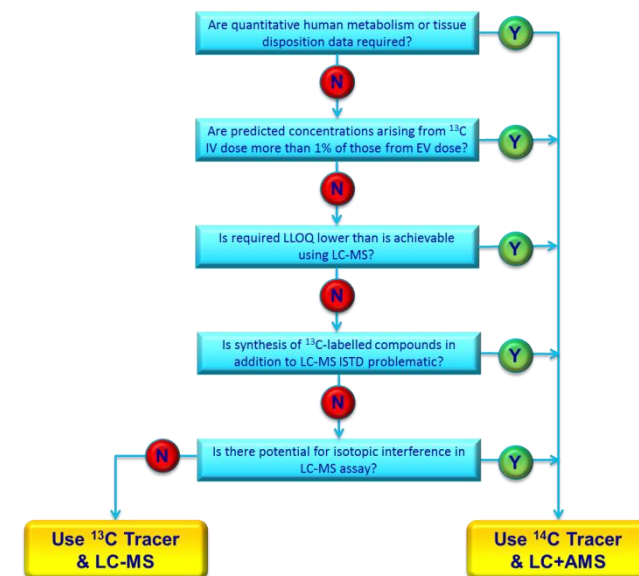 Are quantitative human metabolism or tissue
disposition data required?
Y
N
Are predicted concentrations arising from ¹³C
IV dose more than 1% of those from EV dose?
Y
N
Is required LLOQ lower than is achievable
using LC-MS?
Y
N
Is synthesis of ¹³C-labelled compounds in
addition to LC-MS ISTD problematic?
Y
N
Is there potential for isotopic interference in
LC-MS assay?
N
Y
Use ¹³C Tracer
& LC-MS
Use ¹⁴C Tracer
& LC+AMS